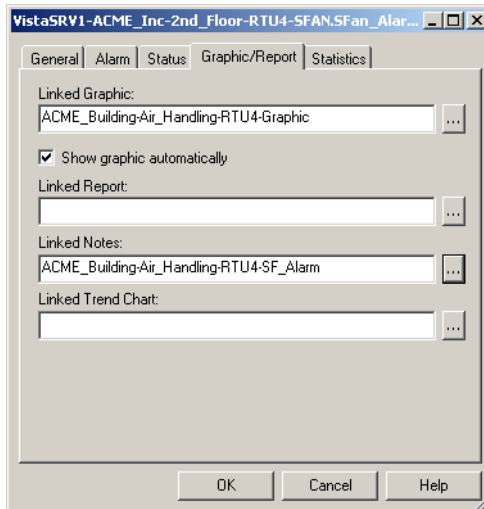 VistaSRV1-ACME_Inc-2nd_Floor-RTU4-SFAN.SFan_Alar...
General Alarm Status Graphic/Report Statistics
Linked Graphic:
ACME_Building-Air_Handling-RTU4-Graphic
...
Show graphic automatically
Linked Report:
...
Linked Notes:
ACME_Building-Air_Handling-RTU4-SF_Alarm
...
Linked Trend Chart:
...
OK Cancel Help